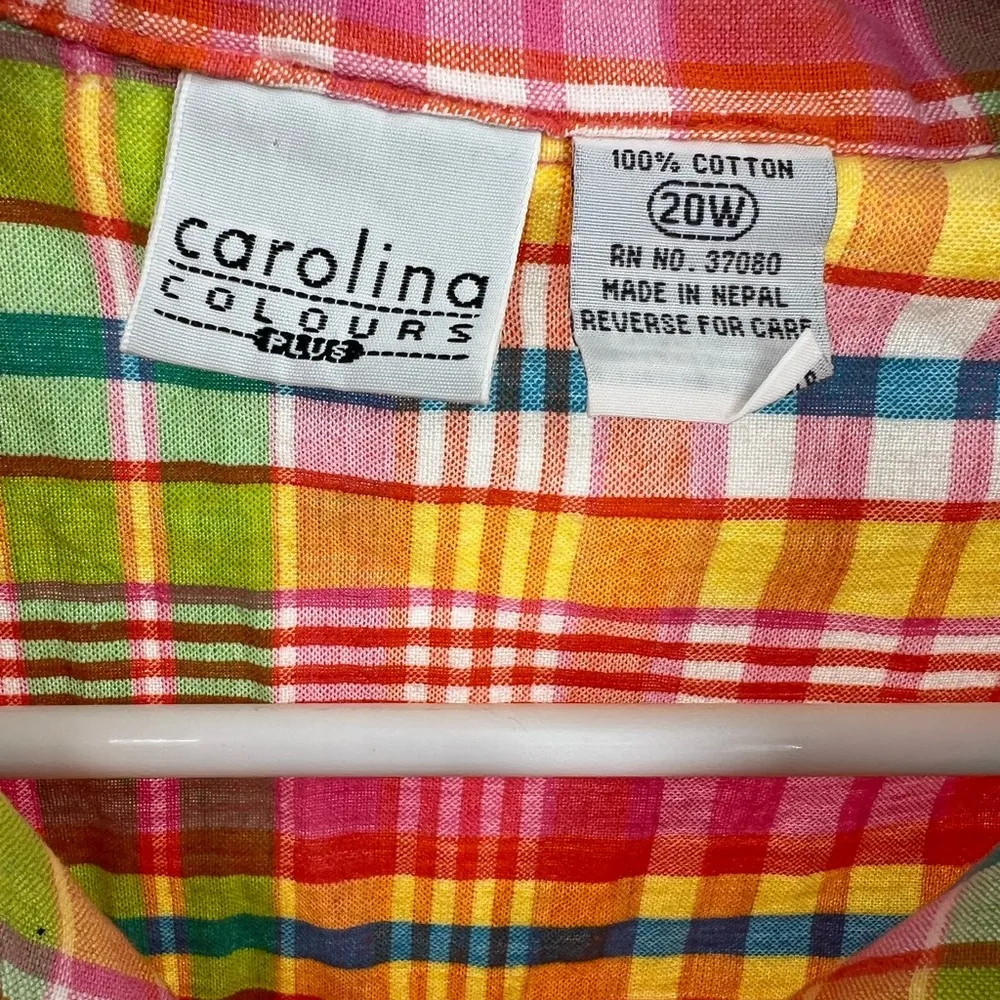 carolina
COLOURS
PLUS
100% COTTON
20W
RN NO. 37080
MADE IN NEPAL
REVERSE FOR CARE